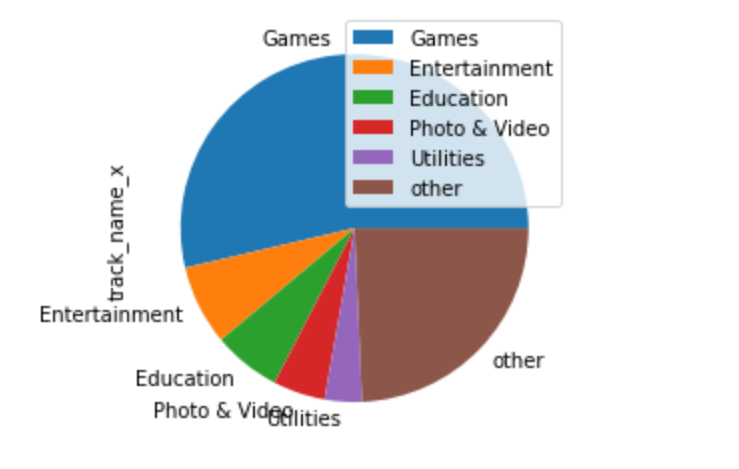 Games
Games
Entertainment
Education
Photo & Video
Utilities
other
track_name_x
Entertainment
other
Education
Photo & Video
Utilities